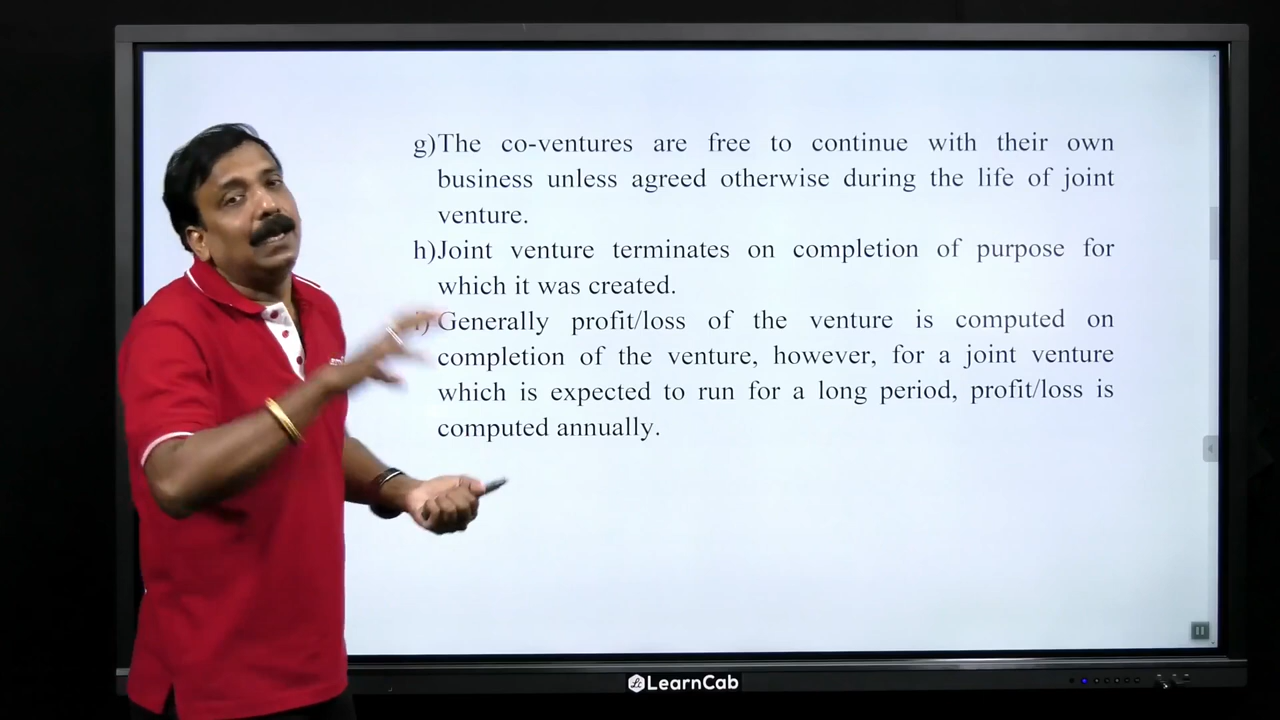 g)The co-ventures are free to continue with their own
business unless agreed otherwise during the life of joint
venture.
h)Joint venture terminates on completion of purpose for
which it was created.
i) Generally profit/loss of the venture is computed on
completion of the venture, however, for a joint venture
which is expected to run for a long period, profit/loss is
computed annually.
LearnCab